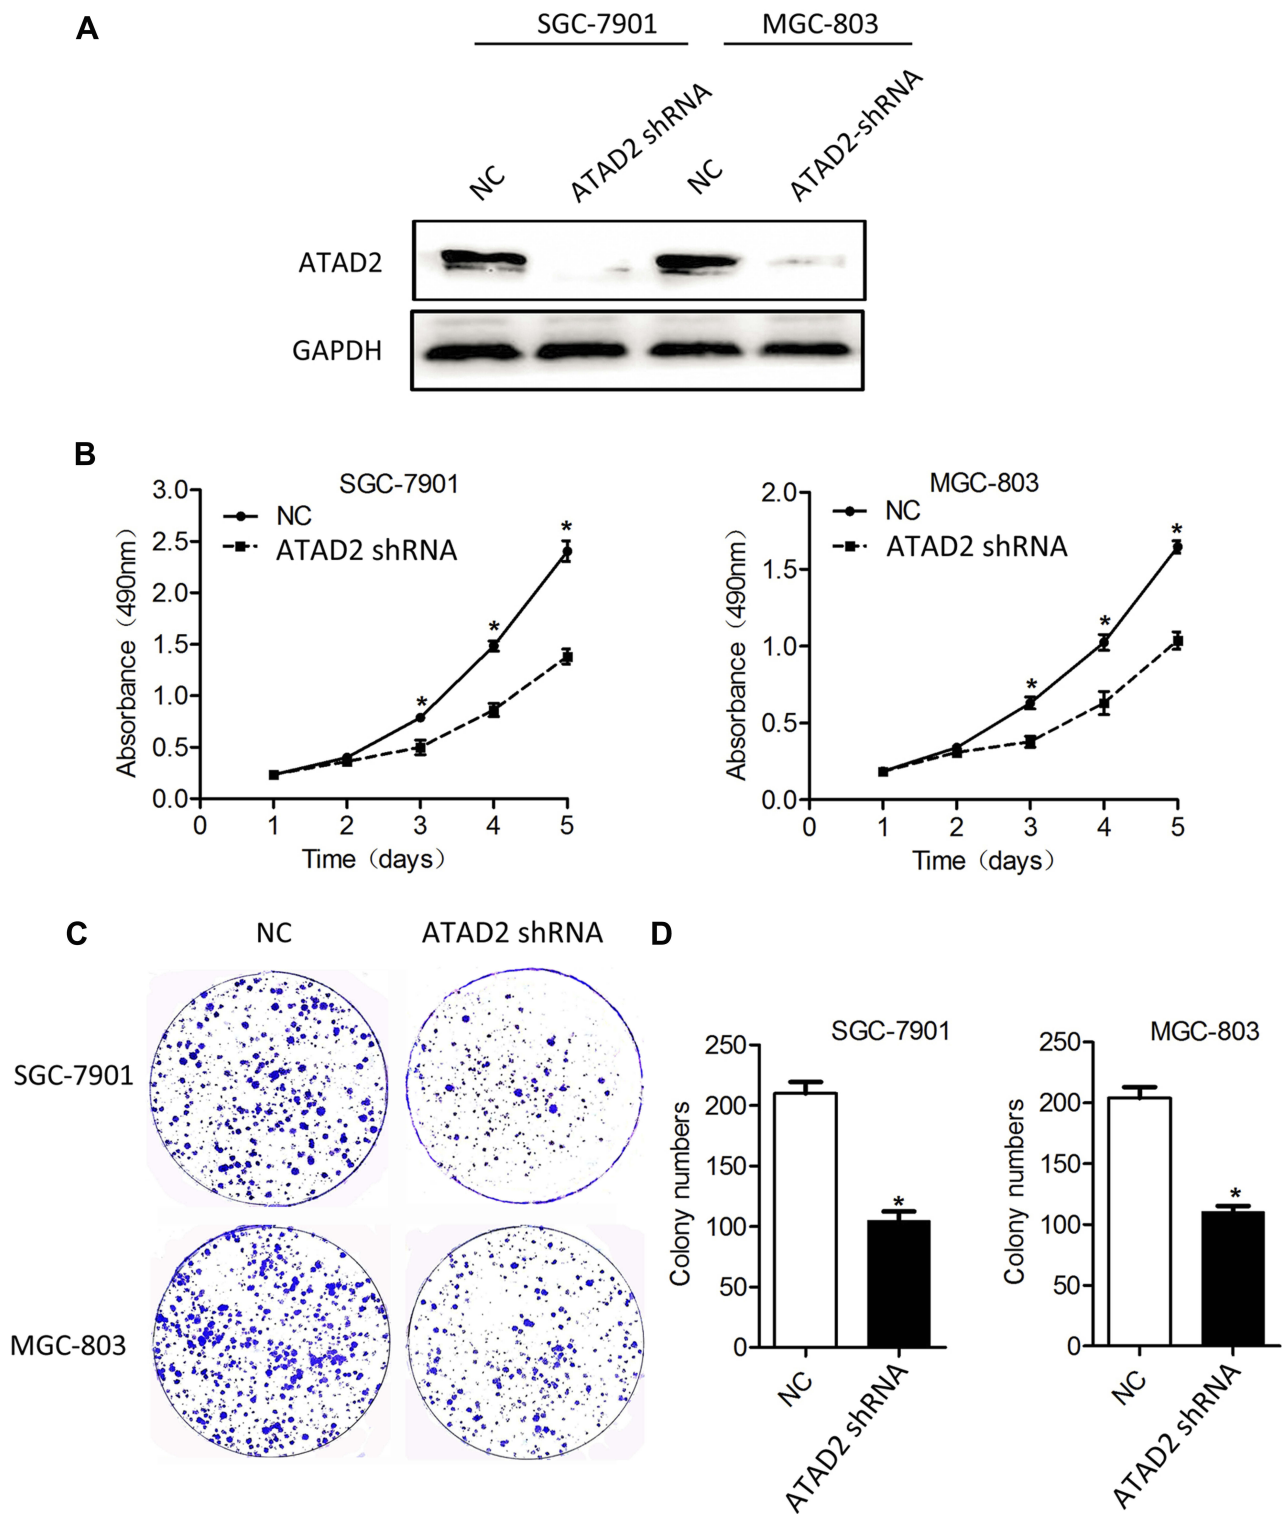 A
SGC-7901 MGC-803
NC ATAD2 shRNA NC ATAD2-shRNA
ATAD2
GAPDH
B
SGC-7901
NC
ATAD2 shRNA
Absorbance（490nm）
3.0
2.5
2.0
1.5
1.0
0.5
0.0
0 1 2 3 4 5
Time（days）
* * *
MGC-803
NC
ATAD2 shRNA
Absorbance（490nm）
2.0
1.5
1.0
0.5
0.0
0 1 2 3 4 5
Time（days）
* * *
C
NC ATAD2 shRNA
SGC-7901
MGC-803
D
SGC-7901
Colony numbers
250
200
150
100
50
0
*
NC ATAD2 shRNA
MGC-803
Colony numbers
250
200
150
100
50
0
*
NC ATAD2 shRNA